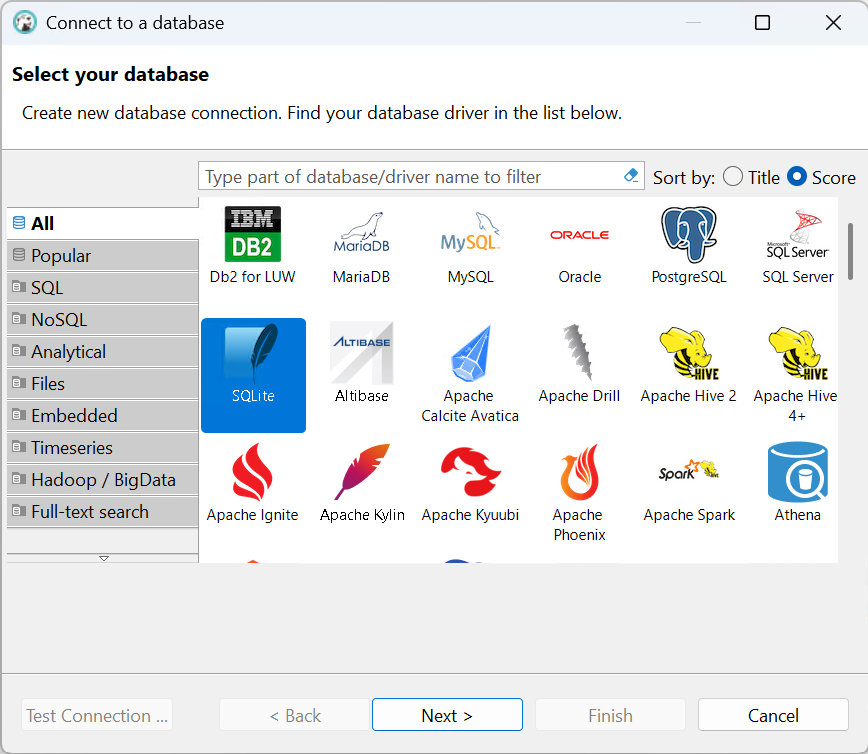 Connect to a database
Select your database
Create new database connection. Find your database driver in the list below.
Type part of database/driver name to filter
Sort by:
Title
Score
All
Popular
SQL
NoSQL
Analytical
Files
Embedded
Timeseries
Hadoop / BigData
Full-text search
IBM
DB2
MariaDB
MySQL
ORACLE
Microsoft
SQL Server
Db2 for LUW
MariaDB
MySQL
Oracle
PostgreSQL
SQL Server
ALTIBASE
HIVE
HIVE
SQLite
Altibase
Apache
Calcite Avatica
Apache Drill
Apache Hive 2
Apache Hive
4+
Spark
HIVE
Apache Ignite
Apache Kylin
Apache Kyuubi
Apache
Phoenix
Apache Spark
Athena
Test Connection ...
< Back
Next >
Finish
Cancel